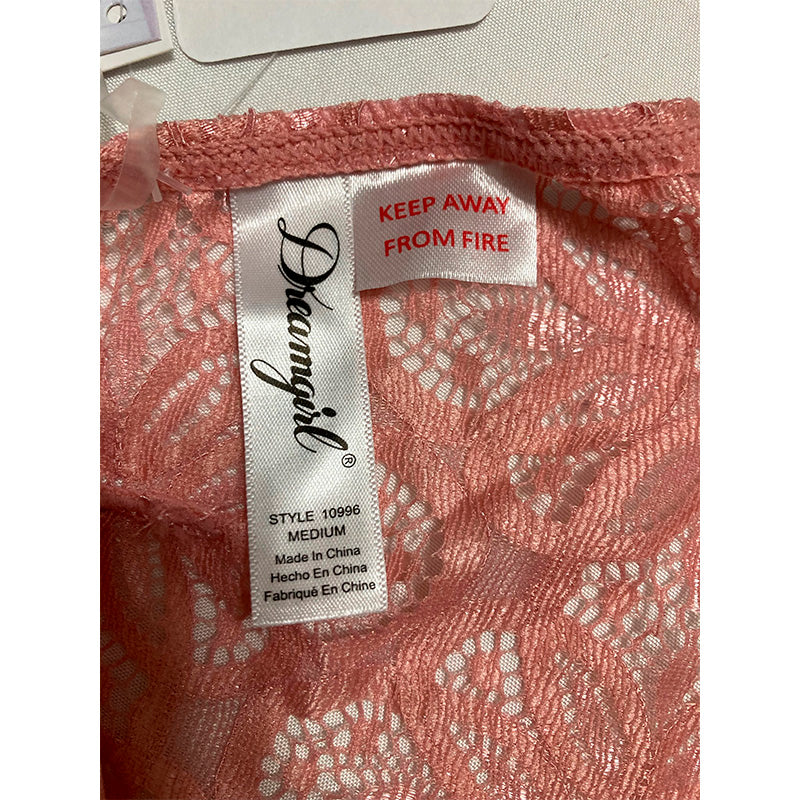 KEEP AWAY
FROM FIRE
Dreamgirl®
STYLE 10996
MEDIUM
Made In China
Hecho En China
Fabriqué En Chine